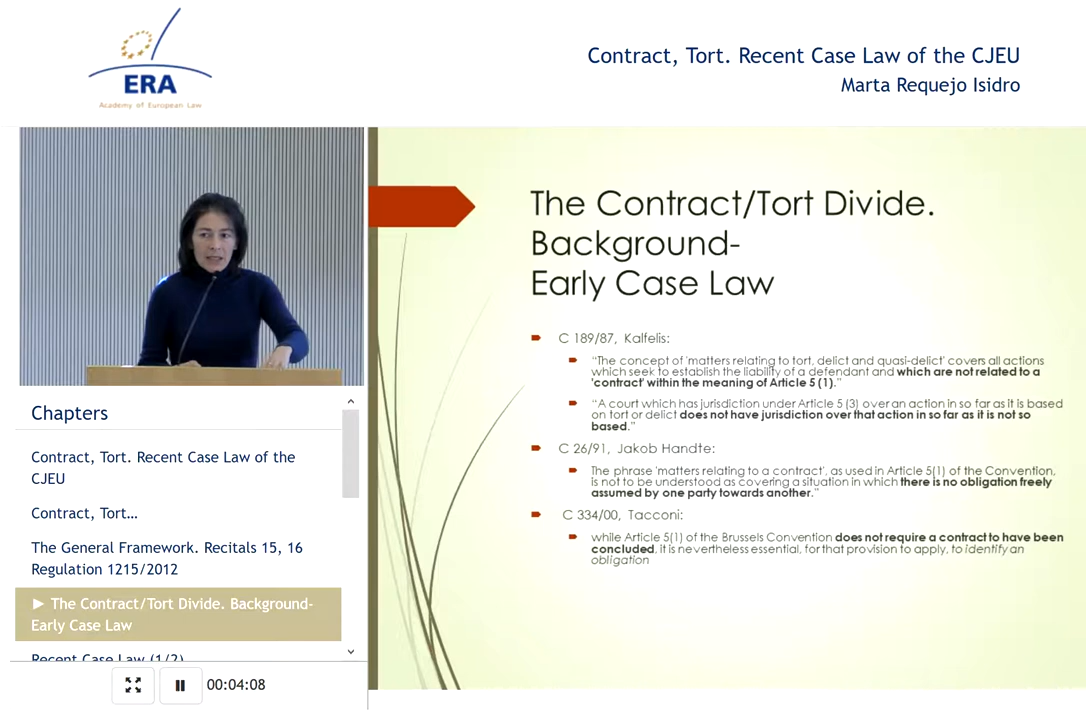 ERA
Academy of European Law
Contract, Tort. Recent Case Law of the CJEU
Marta Requejo Isidro
The Contract/Tort Divide.
Background-
Early Case Law
C 189/87, Kalfelis:
“The concept of 'matters relating to tort, delict and quasi-delict' covers all actions
which seek to establish the liability of a defendant and which are not related to a
'contract' within the meaning of Article 5 (1).”
“A court which has jurisdiction under Article 5 (3) over an action in so far as it is based
on tort or delict does not have jurisdiction over that action in so far as it is not so
based.”
C 26/91, Jakob Handte:
The phrase 'matters relating to a contract', as used in Article 5(1) of the Convention,
is not to be understood as covering a situation in which there is no obligation freely
assumed by one party towards another.”
C 334/00, Tacconi:
while Article 5(1) of the Brussels Convention does not require a contract to have been
concluded, it is nevertheless essential, for that provision to apply, to identify an
obligation
Chapters
Contract, Tort. Recent Case Law of the
CJEU
Contract, Tort...
The General Framework. Recitals 15, 16
Regulation 1215/2012
► The Contract/Tort Divide. Background-
Early Case Law
Recent Case Law (1/2)
00:04:08